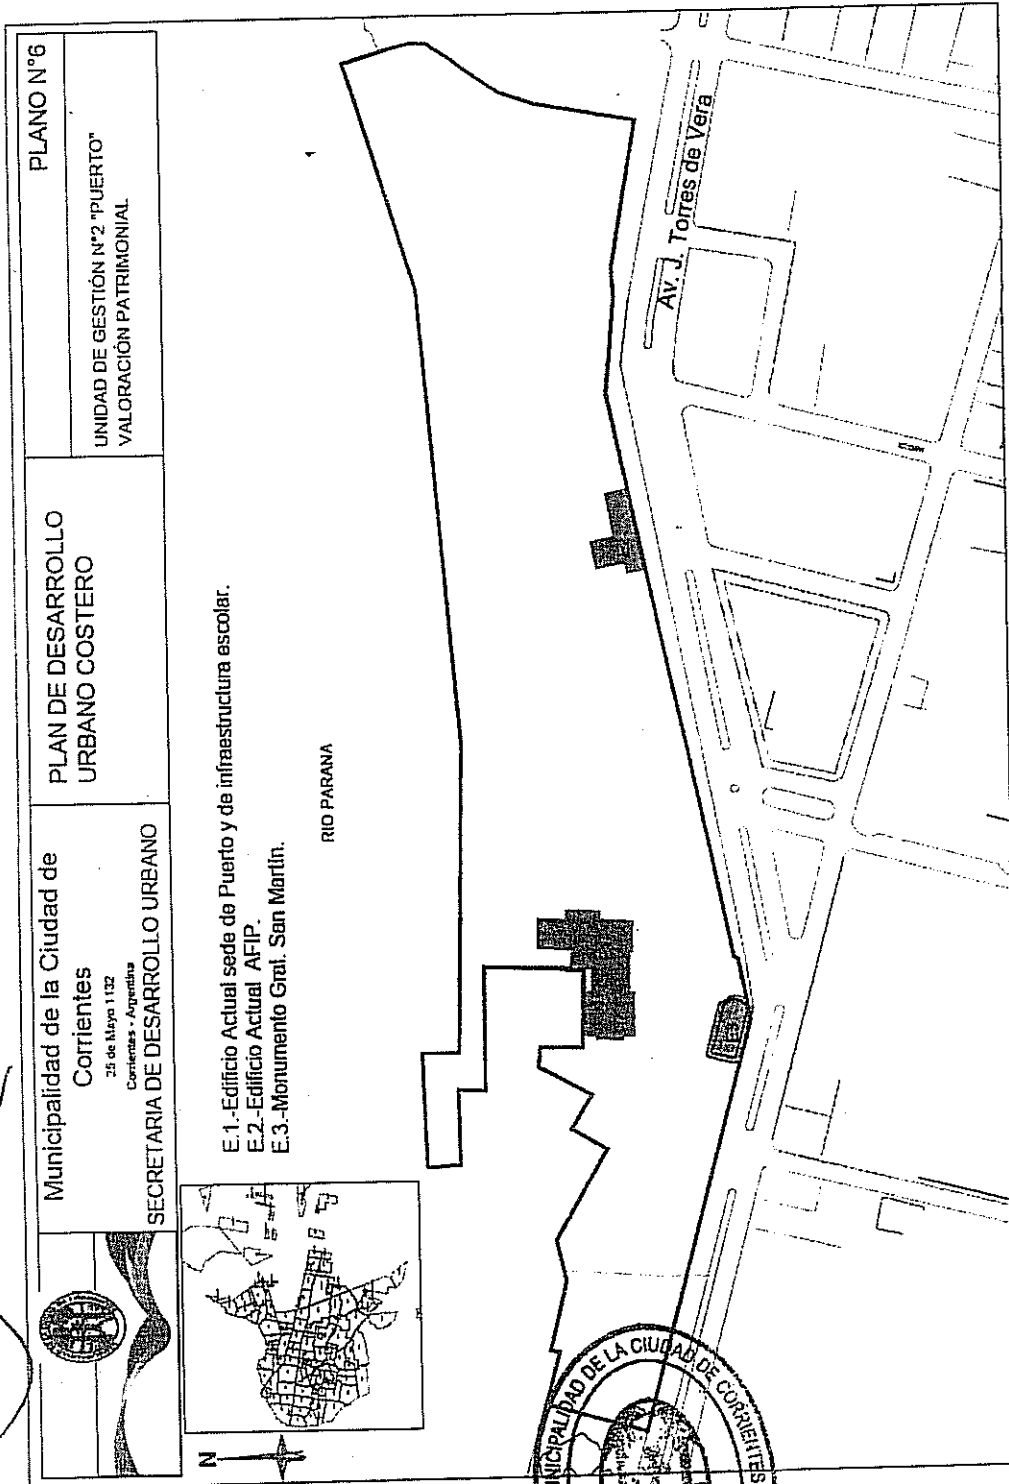 Municipalidad de la Ciudad de
Corrientes
25 de Mayo 1132
Corrientes - Argentina
SECRETARIA DE DESARROLLO URBANO
PLAN DE DESARROLLO
URBANO COSTERO
PLANO N°6
UNIDAD DE GESTIÓN N°2 "PUERTO"
VALORACIÓN PATRIMONIAL
N
E.1.-Edificio Actual sede de Puerto y de infraestructura escolar.
E.2.-Edificio Actual AFIP.
E.3.-Monumento Gral. San Martín.
RIO PARANA
Av. J. Torres de Vera
NICIPALIDAD DE LA CIUDAD DE CORRIENTES